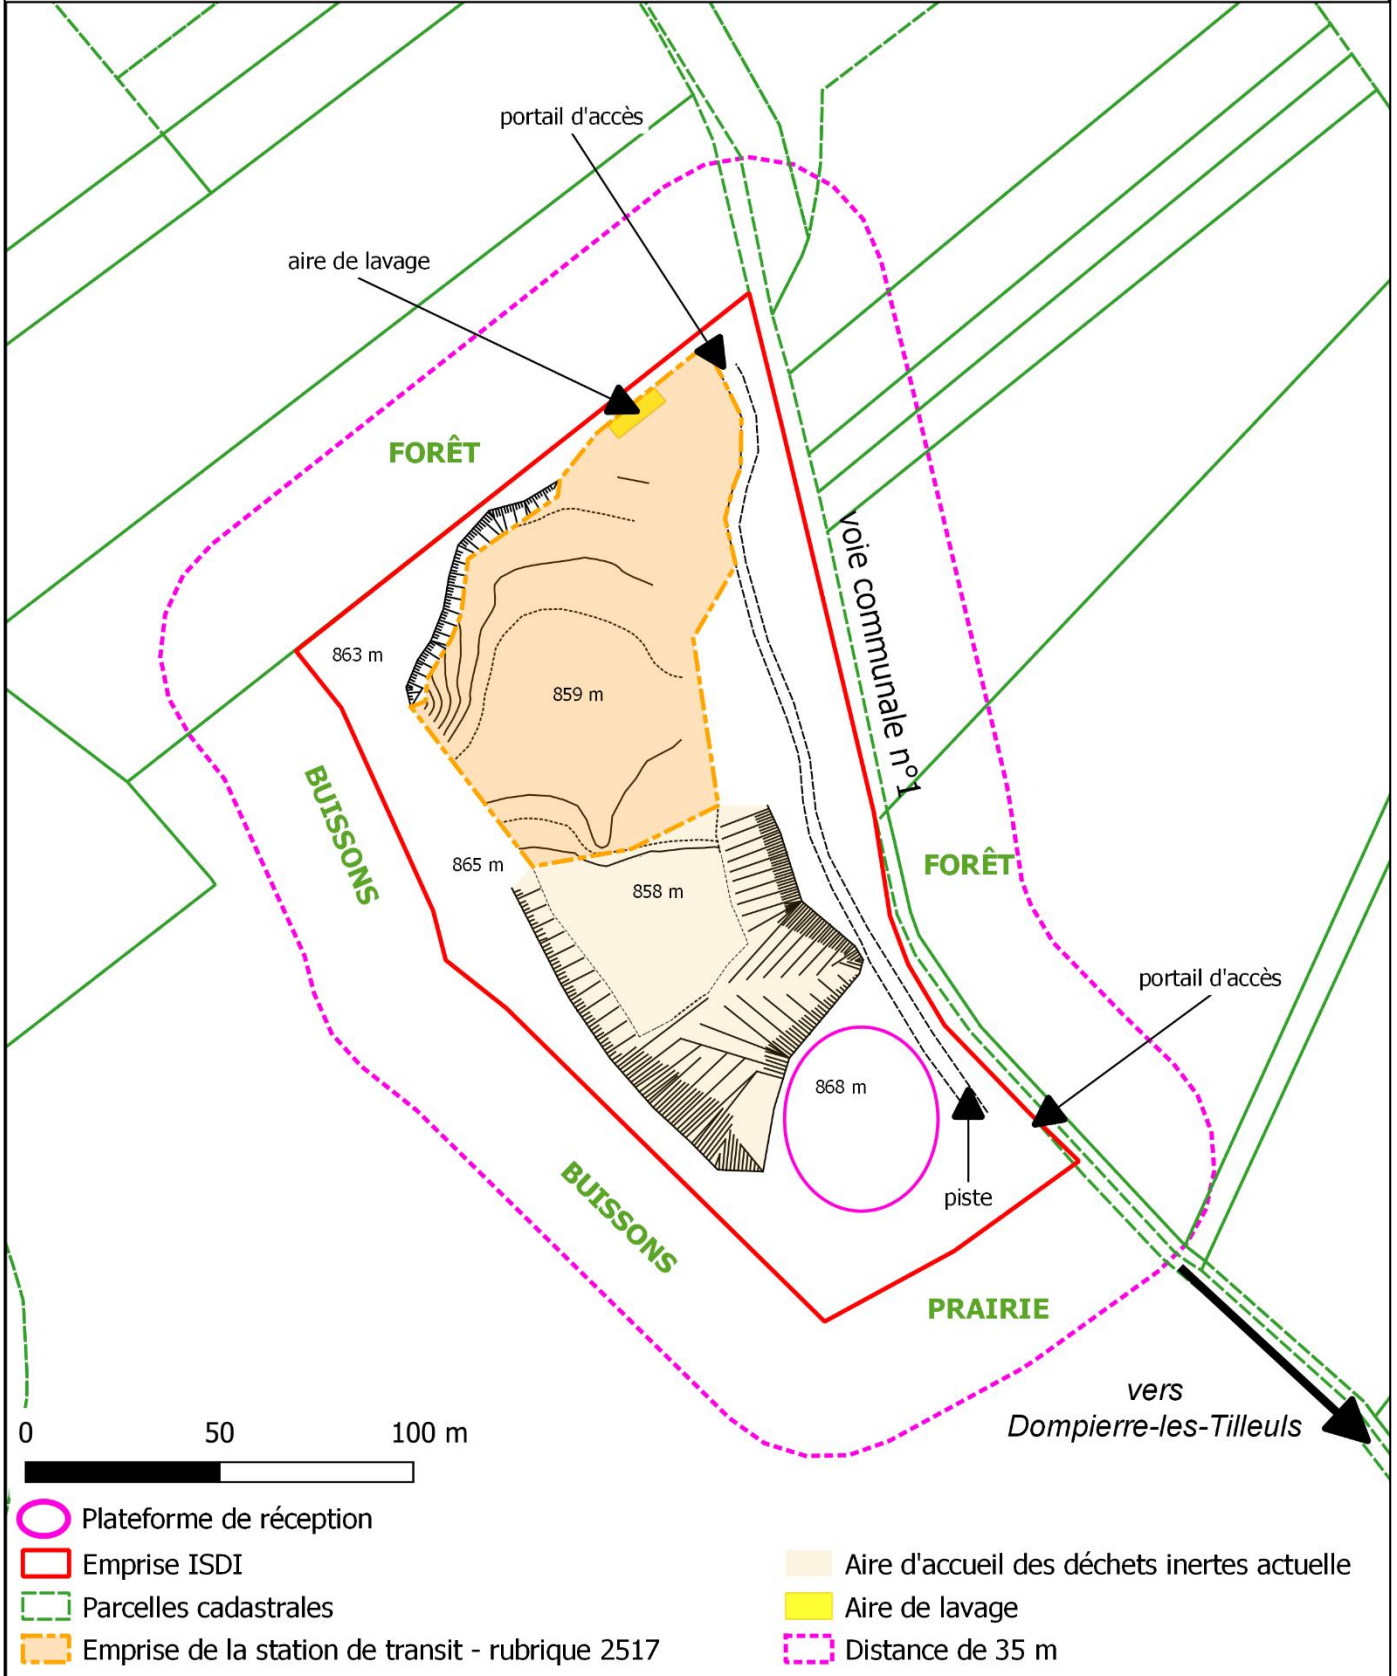 portail d'accès
aire de lavage
FORÊT
voie communale n°1
863 m
859 m
BUISSONS
865 m
858 m
FORÊT
portail d'accès
868 m
piste
BUISSONS
PRAIRIE
vers
Dompierre-les-Tilleuls
0 50 100 m
Plateforme de réception
Emprise ISDI
Parcelles cadastrales
Emprise de la station de transit - rubrique 2517
Aire d'accueil des déchets inertes actuelle
Aire de lavage
Distance de 35 m